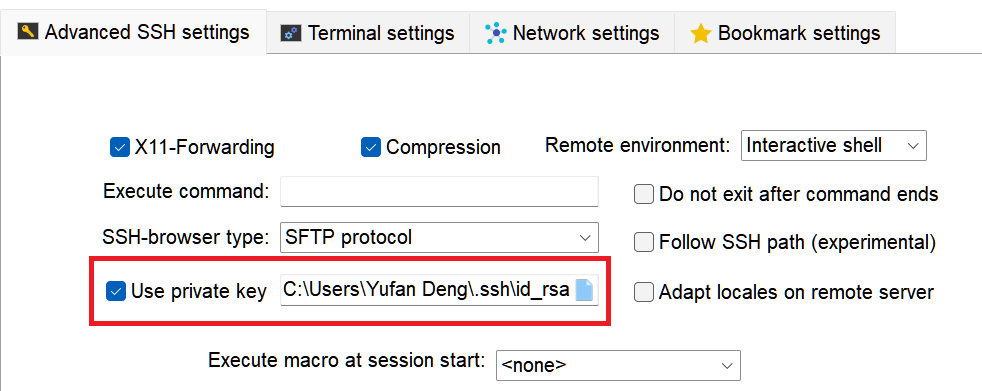 Advanced SSH settings Terminal settings Network settings Bookmark settings
X11-Forwarding Compression Remote environment: Interactive shell
Execute command: Do not exit after command ends
SSH-browser type: SFTP protocol Follow SSH path (experimental)
Use private key C:\Users\Yufan Deng\.ssh\id_rsa Adapt locales on remote server
Execute macro at session start: <none>